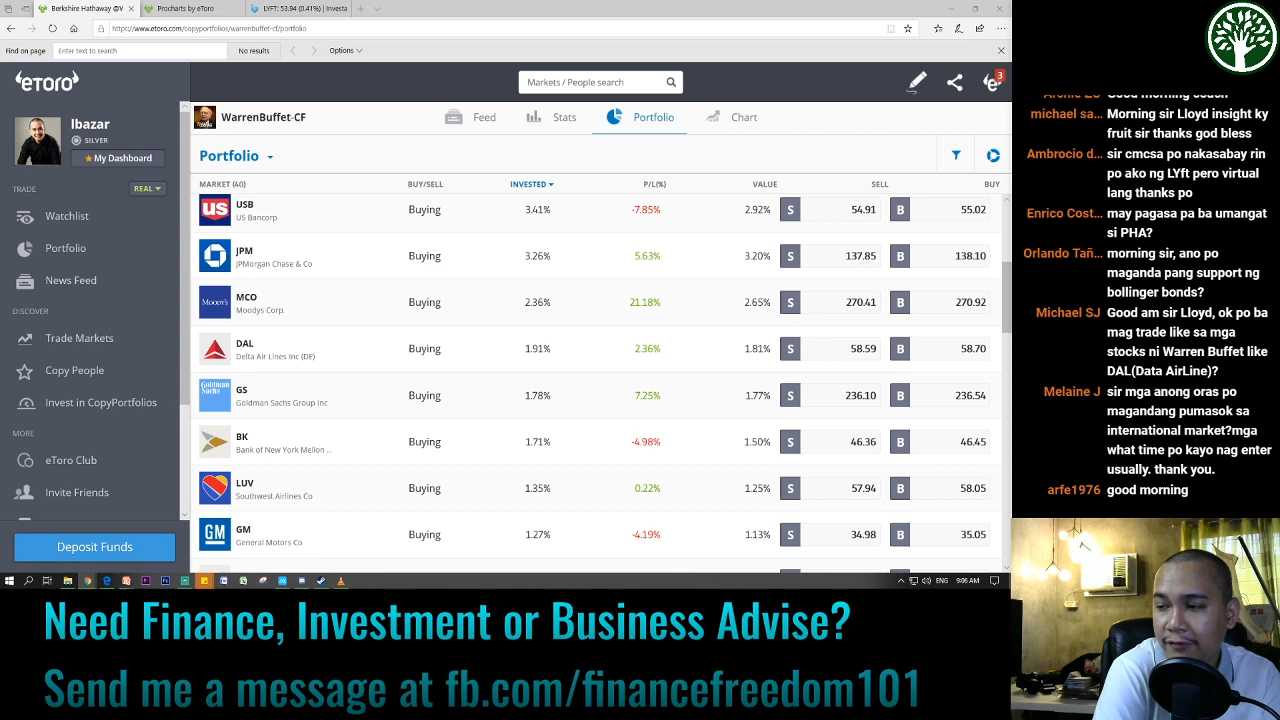 Berkshire Hathaway @V
Procharts by eToro
LYFT: 53.94 (0.41%) | Investa
https://www.etoro.com/copyportfolios/warrenbuffet-cf/portfolio
Find on page
Enter text to search
No results
Options
eToro
Markets / People search
3
lbazar
SILVER
My Dashboard
TRADE
REAL
Watchlist
Portfolio
News Feed
DISCOVER
Trade Markets
Copy People
Invest in CopyPortfolios
MORE
eToro Club
Invite Friends
Deposit Funds
WarrenBuffet-CF
Feed
Stats
Portfolio
Chart
Portfolio
MARKET (40) BUY/SELL INVESTED P/L(%) VALUE SELL BUY
us USB Buying 3.41% -7.85% 2.92% S 54.91 B 55.02
US Bancorp
JPM Buying 3.26% 5.63% 3.20% S 137.85 B 138.10
JPMorgan Chase & Co
Moody's MCO Buying 2.36% 21.18% 2.65% S 270.41 B 270.92
Moodys Corp.
DAL Buying 1.91% 2.36% 1.81% S 58.59 B 58.70
Delta Air Lines Inc (DE)
Goldman Sachs GS Buying 1.78% 7.25% 1.77% S 236.10 B 236.54
Goldman Sachs Group Inc
BK Buying 1.71% -4.98% 1.50% S 46.36 B 46.45
Bank of New York Mellon ..
LUV Buying 1.35% 0.22% 1.25% S 57.94 B 58.05
Southwest Airlines Co
GM GM Buying 1.27% -4.19% 1.13% S 34.98 B 35.05
General Motors Co
ENG 9:06 AM
Good morning coach
michael sa... Morning sir Lloyd insight ky
fruit sir thanks god bless
Ambrocio d... sir cmcsa po nakasabay rin
po ako ng LYft pero virtual
lang thanks po
Enrico Cost... may pagasa pa ba umangat
si PHA?
Orlando Tañ... morning sir, ano po
maganda pang support ng
bollinger bonds?
Michael SJ Good am sir Lloyd, ok po ba
mag trade like sa mga
stocks ni Warren Buffet like
DAL(Data AirLine)?
Melaine J sir mga anong oras po
magandang pumasok sa
international market?mga
what time po kayo nag enter
usually. thank you.
arfe1976 good morning
Need Finance, Investment or Business Advise?
Send me a message at fb.com/financefreedom101